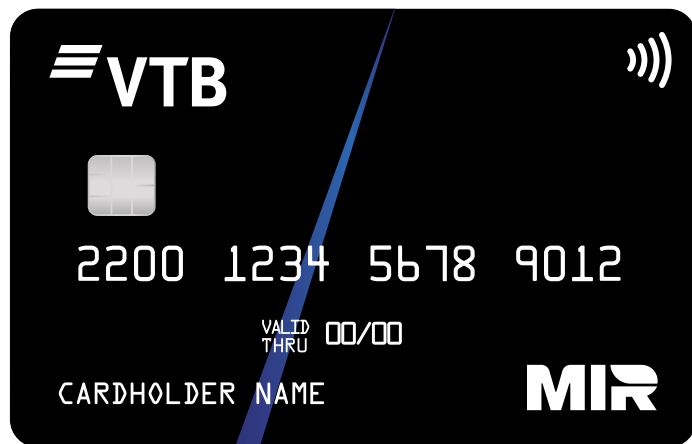 VTB
2200 1234 5678 9012
VALID
THRU 00/00
CARDHOLDER NAME
MIR